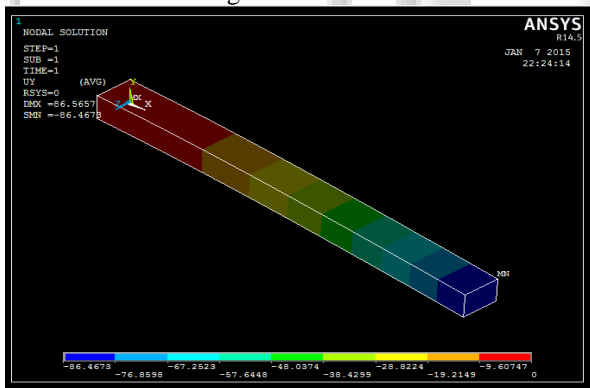 1
NODAL SOLUTION
STEP=1
SUB =1
TIME=1
UY (AVG)
RSYS=0
DMX =86.5657
SMN =-86.4673
ANSYS
R14.5
JAN 7 2015
22:24:14
Y
MX
Z X
MN
-86.4673 -67.2523 -48.0374 -28.8224 -9.60747
-76.8598 -57.6448 -38.4299 -19.2149 0